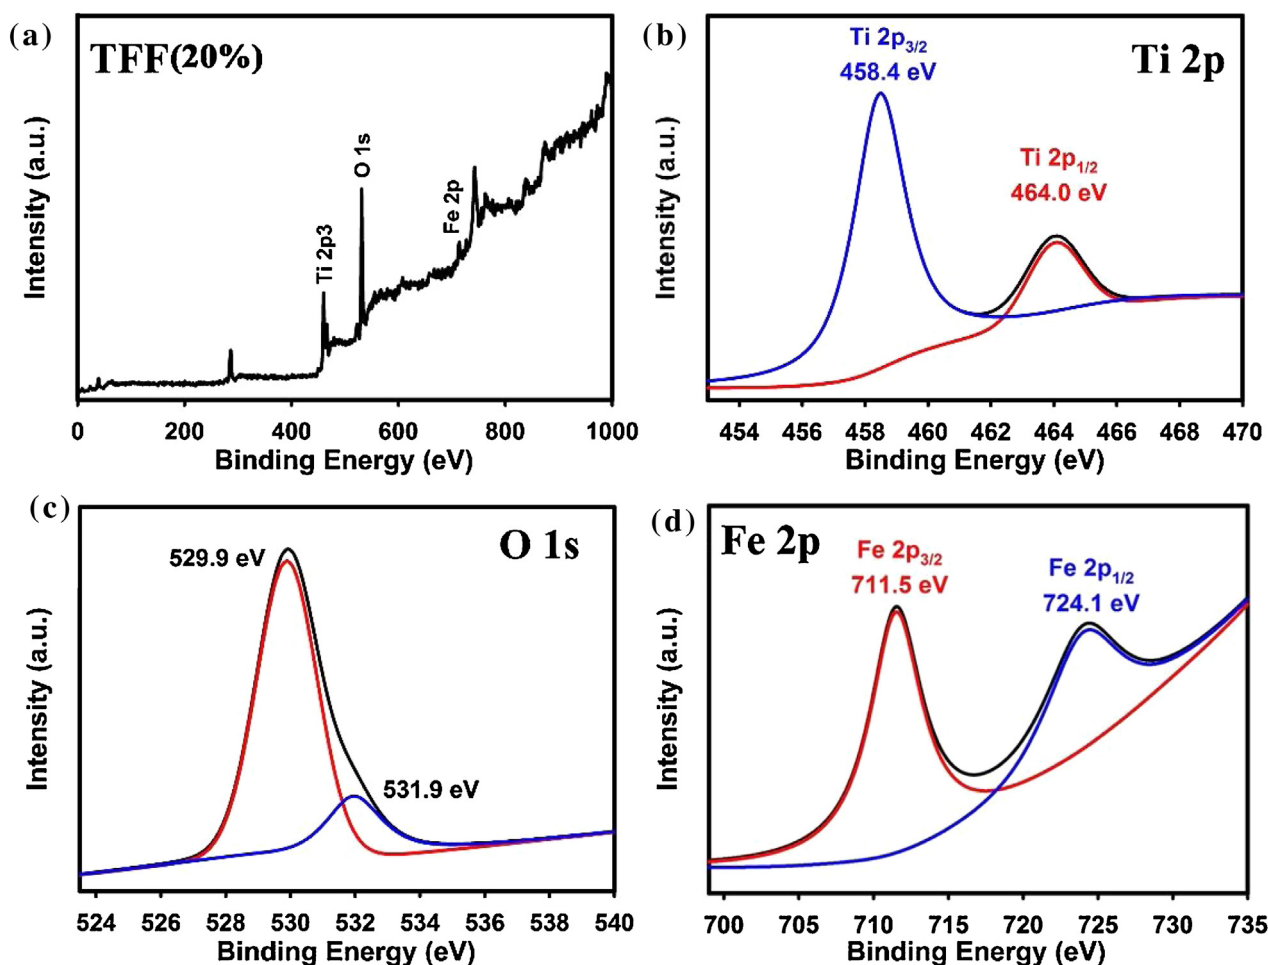 (a)
TFF(20%)
Intensity (a.u.)
Ti 2p3
O 1s
Fe 2p
0 200 400 600 800 1000
Binding Energy (eV)
(b)
Ti 2p
Ti 2p3/2
458.4 eV
Ti 2p1/2
464.0 eV
Intensity (a.u.)
454 456 458 460 462 464 466 468 470
Binding Energy (eV)
(c)
O 1s
529.9 eV
531.9 eV
Intensity (a.u.)
524 526 528 530 532 534 536 538 540
Binding Energy (eV)
(d)
Fe 2p
Fe 2p3/2
711.5 eV
Fe 2p1/2
724.1 eV
Intensity (a.u.)
700 705 710 715 720 725 730 735
Binding Energy (eV)